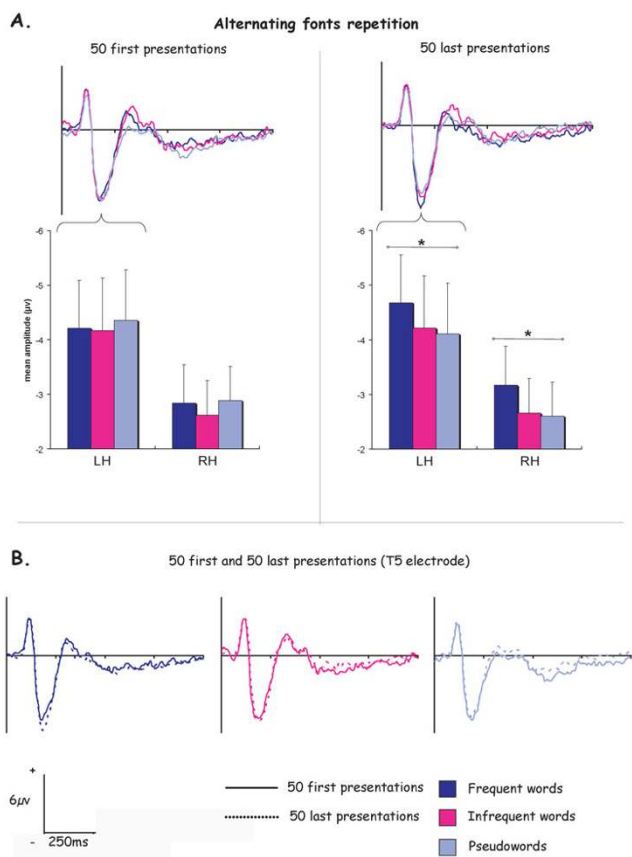 A.
Alternating fonts repetition
50 first presentations
50 last presentations
mean amplitude (µv)
-6
-5
-4
-3
-2
LH
RH
-6
-5
-4
-3
-2
*
*
LH
RH
B.
50 first and 50 last presentations (T5 electrode)
+
6µv
-
250ms
50 first presentations
50 last presentations
Frequent words
Infrequent words
Pseudowords